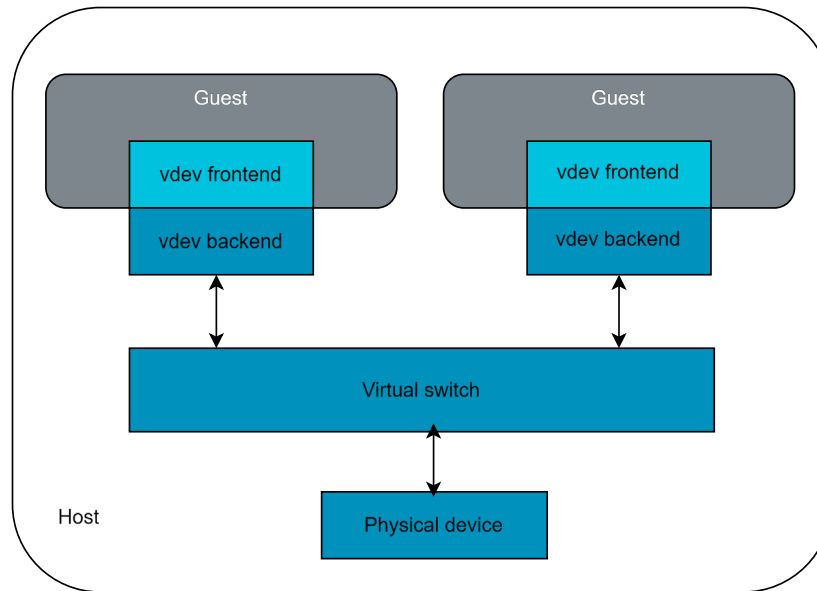 Guest
Guest
vdev frontend
vdev frontend
vdev backend
vdev backend
Virtual switch
Host
Physical device